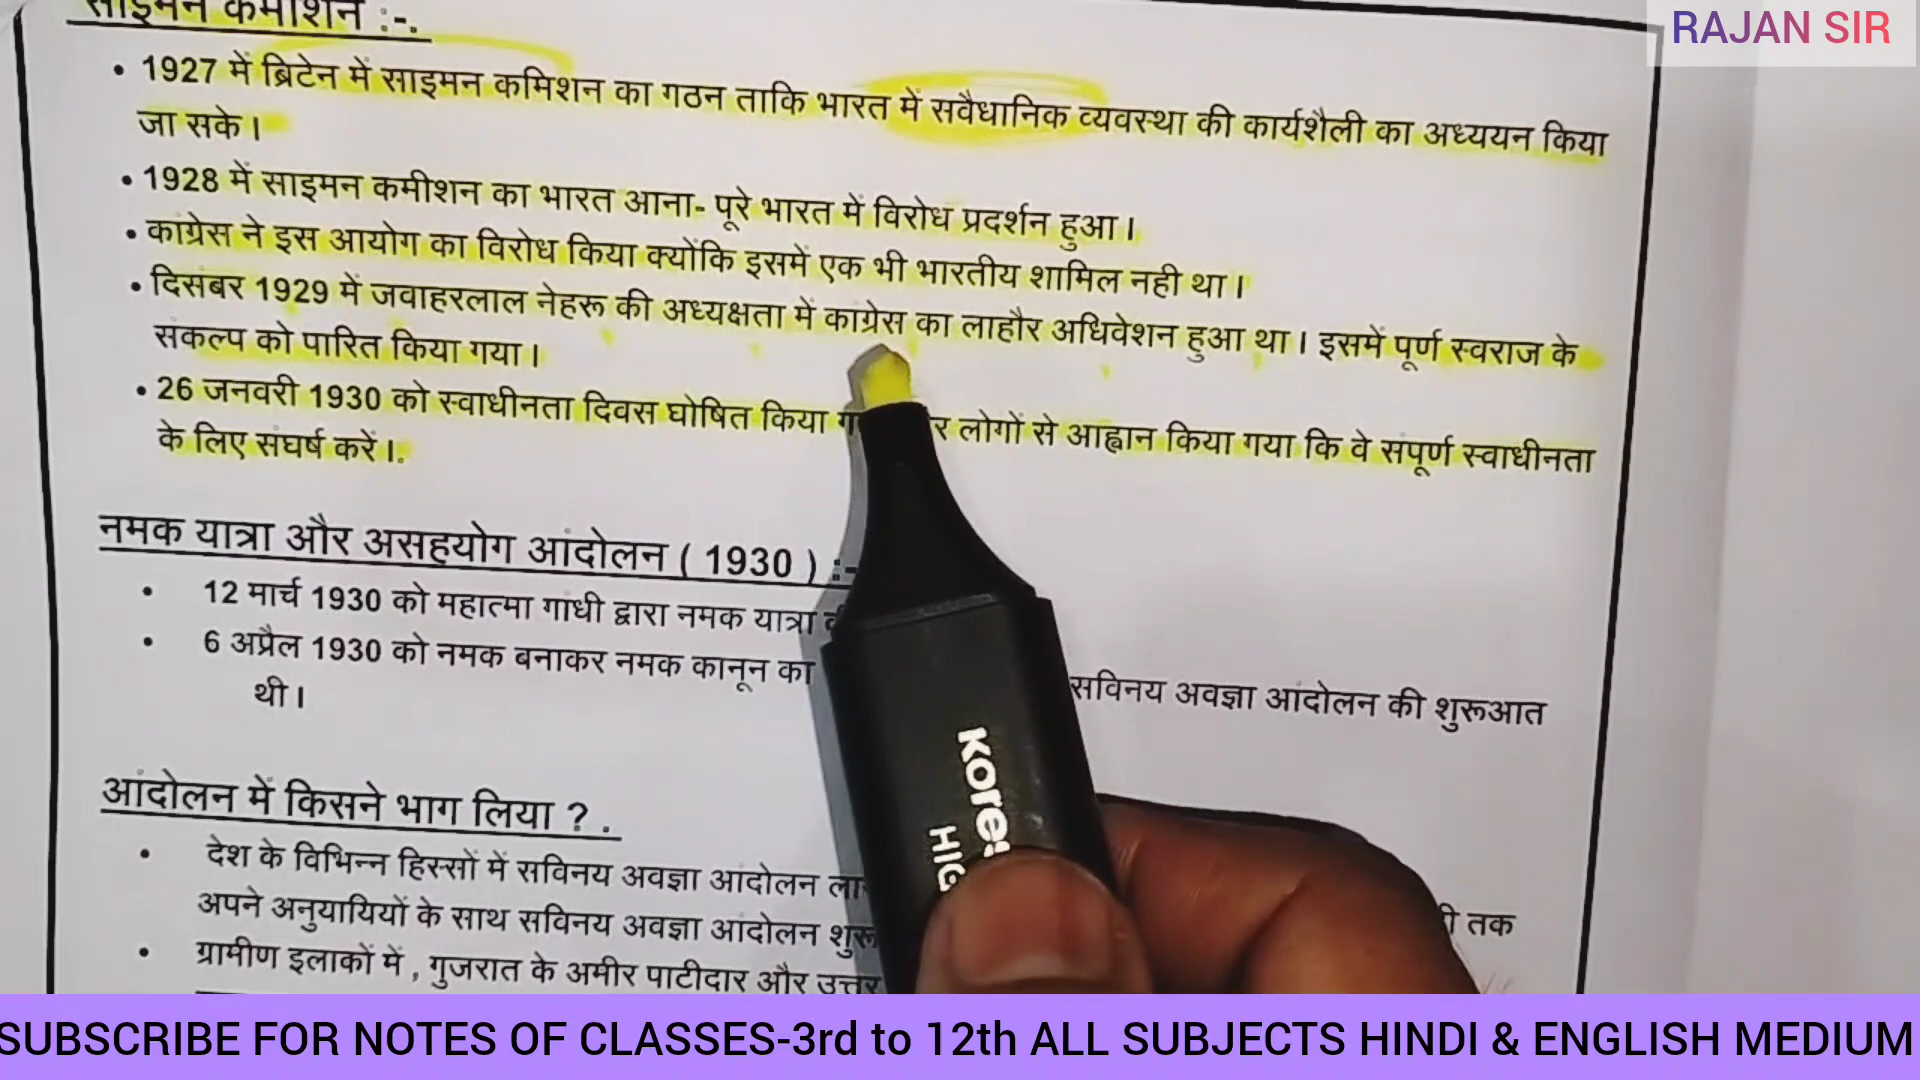 RAJAN SIR
साइमन कमीशन :-.
• 1927 में ब्रिटेन में साइमन कमिशन का गठन ताकि भारत में सवैधानिक व्यवस्था की कार्यशैली का अध्ययन किया
जा सके ।
• 1928 में साइमन कमीशन का भारत आना- पूरे भारत में विरोध प्रदर्शन हुआ ।
• कांग्रेस ने इस आयोग का विरोध किया क्योंकि इसमें एक भी भारतीय शामिल नही था ।
• दिसंबर 1929 में जवाहरलाल नेहरू की अध्यक्षता में कांग्रेस का लाहौर अधिवेशन हुआ था । इसमें पूर्ण स्वराज के
संकल्प को पारित किया गया ।
• 26 जनवरी 1930 को स्वाधीनता दिवस घोषित किया लोगों से आह्वान किया गया कि वे संपूर्ण स्वाधीनता
के लिए संघर्ष करें ।.
नमक यात्रा और असहयोग आंदोलन ( 1930 ) :-
• 12 मार्च 1930 को महात्मा गांधी द्वारा नमक यात्रा
• 6 अप्रैल 1930 को नमक बनाकर नमक कानून का सविनय अवज्ञा आंदोलन की शुरूआत
थी ।
आंदोलन में किसने भाग लिया ? .
• देश के विभिन्न हिस्सों में सविनय अवज्ञा आंदोलन तक
अपने अनुयायियों के साथ सविनय अवज्ञा आंदोलन
• ग्रामीण इलाकों में , गुजरात के अमीर पाटीदार और उत्तर
Kores
HIG
SUBSCRIBE FOR NOTES OF CLASSES-3rd to 12th ALL SUBJECTS HINDI & ENGLISH MEDIUM